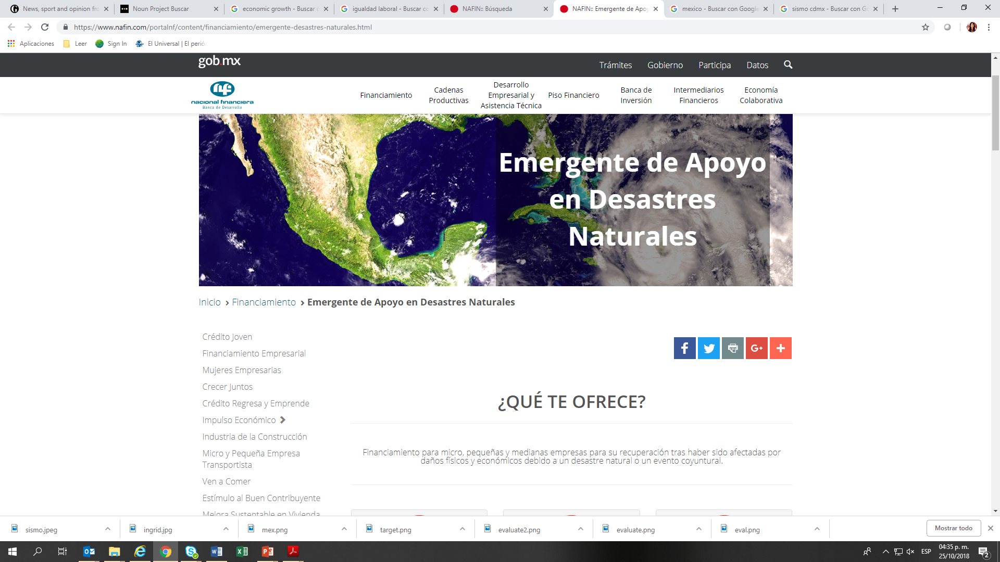 News, sport and opinion fro
Noun Project Buscar
economic growth - Buscar c
igualdad laboral - Buscar co
NAFIN:: Búsqueda
NAFIN:: Emergente de Apoy
mexico - Buscar con Google
sismo cdmx - Buscar con Go
https://www.nafin.com/portalnf/content/financiamiento/emergente-desastres-naturales.html
Aplicaciones
Leer
Sign In
El Universal | El perió
gob.mx
Trámites
Gobierno
Participa
Datos
nacional financiera
Banca de Desarrollo
Financiamiento
Cadenas
Productivas
Desarrollo
Empresarial y
Asistencia Técnica
Piso Financiero
Banca de
Inversión
Intermediarios
Financieros
Economía
Colaborativa
Emergente de Apoyo
en Desastres
Naturales
Inicio > Financiamiento > Emergente de Apoyo en Desastres Naturales
Crédito Joven
Financiamiento Empresarial
Mujeres Empresarias
Crecer Juntos
Crédito Regresa y Emprende
Impulso Económico
Industria de la Construcción
Micro y Pequeña Empresa
Transportista
Ven a Comer
Estímulo al Buen Contribuyente
Mejora Sustentable en Vivienda
¿QUÉ TE OFRECE?
Financiamiento para micro, pequeñas y medianas empresas para su recuperación tras haber sido afectadas por
daños físicos y económicos debido a un desastre natural o un evento coyuntural.
sismo.jpeg
ingrid.jpg
mex.png
target.png
evaluate2.png
evaluate.png
eval.png
Mostrar todo
ESP
04:35 p. m.
25/10/2018
2